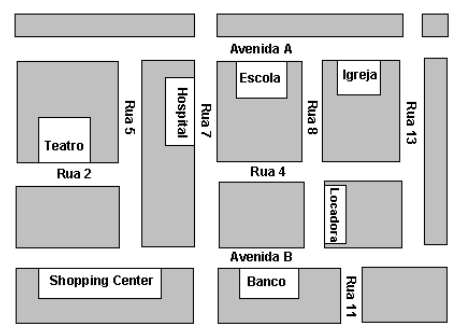 Avenida A
Escola
Igreja
Rua 5
Hospital
Rua 7
Rua 8
Rua 13
Teatro
Rua 2
Rua 4
Locadora
Avenida B
Shopping Center
Banco
Rua 11